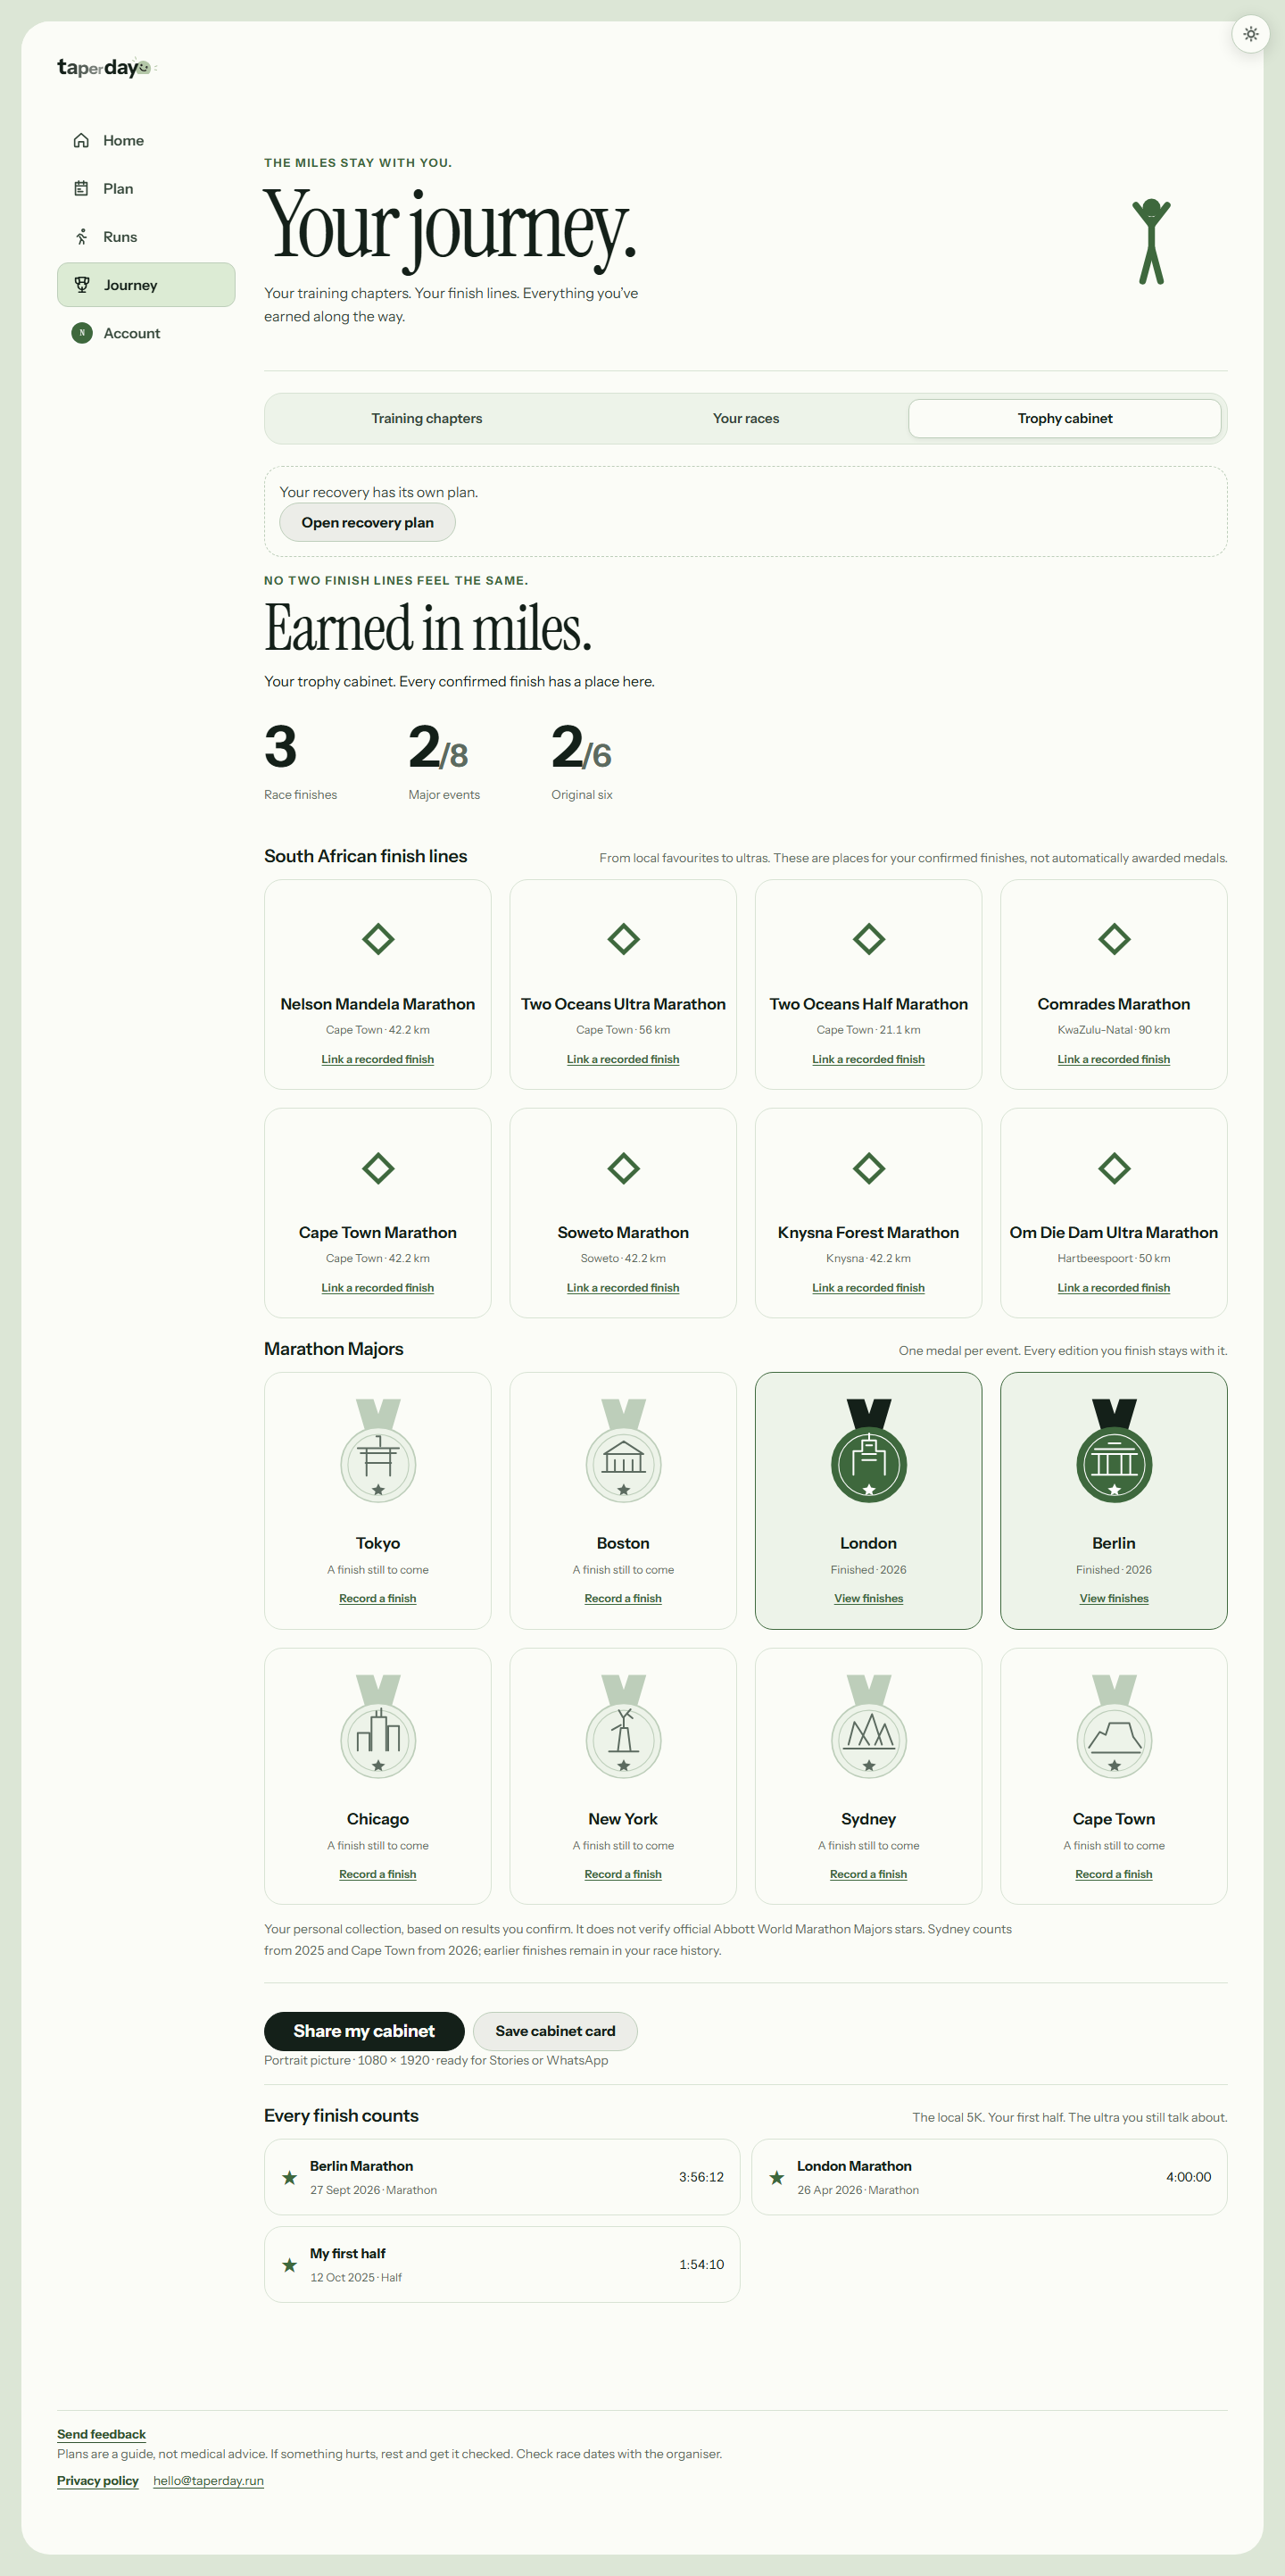 taperday
Home
Plan
Runs
Journey
N
Account
THE MILES STAY WITH YOU.
Your journey.
Your training chapters. Your finish lines. Everything you've
earned along the way.
Training chapters
Your races
Trophy cabinet
Your recovery has its own plan.
Open recovery plan
NO TWO FINISH LINES FEEL THE SAME.
Earned in miles.
Your trophy cabinet. Every confirmed finish has a place here.
3 2/8 2/6
Race finishes Major events Original six
South African finish lines
From local favourites to ultras. These are places for your confirmed finishes, not automatically awarded medals.
Nelson Mandela Marathon
Cape Town · 42.2 km
Link a recorded finish
Two Oceans Ultra Marathon
Cape Town · 56 km
Link a recorded finish
Two Oceans Half Marathon
Cape Town · 21.1 km
Link a recorded finish
Comrades Marathon
KwaZulu-Natal · 90 km
Link a recorded finish
Cape Town Marathon
Cape Town · 42.2 km
Link a recorded finish
Soweto Marathon
Soweto · 42.2 km
Link a recorded finish
Knysna Forest Marathon
Knysna · 42.2 km
Link a recorded finish
Om Die Dam Ultra Marathon
Hartbeespoort · 50 km
Link a recorded finish
Marathon Majors
One medal per event. Every edition you finish stays with it.
Tokyo
A finish still to come
Record a finish
Boston
A finish still to come
Record a finish
London
Finished · 2026
View finishes
Berlin
Finished · 2026
View finishes
Chicago
A finish still to come
Record a finish
New York
A finish still to come
Record a finish
Sydney
A finish still to come
Record a finish
Cape Town
A finish still to come
Record a finish
Your personal collection, based on results you confirm. It does not verify official Abbott World Marathon Majors stars. Sydney counts
from 2025 and Cape Town from 2026; earlier finishes remain in your race history.
Share my cabinet
Save cabinet card
Portrait picture · 1080 × 1920 · ready for Stories or WhatsApp
Every finish counts
The local 5K. Your first half. The ultra you still talk about.
Berlin Marathon
27 Sept 2026 · Marathon
3:56:12
London Marathon
26 Apr 2026 · Marathon
4:00:00
My first half
12 Oct 2025 · Half
1:54:10
Send feedback
Plans are a guide, not medical advice. If something hurts, rest and get it checked. Check race dates with the organiser.
Privacy policy hello@taperday.run